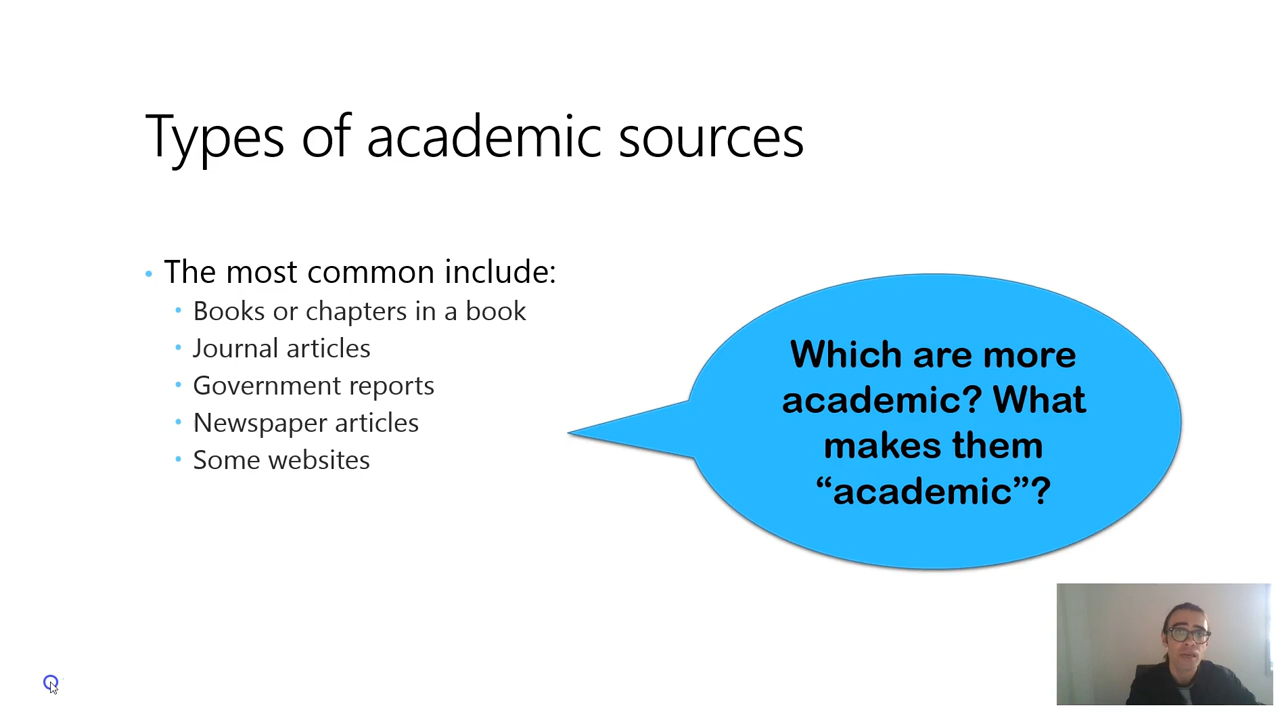 Types of academic sources
• The most common include:
• Books or chapters in a book
• Journal articles
• Government reports
• Newspaper articles
• Some websites
Which are more
academic? What
makes them
“academic”?